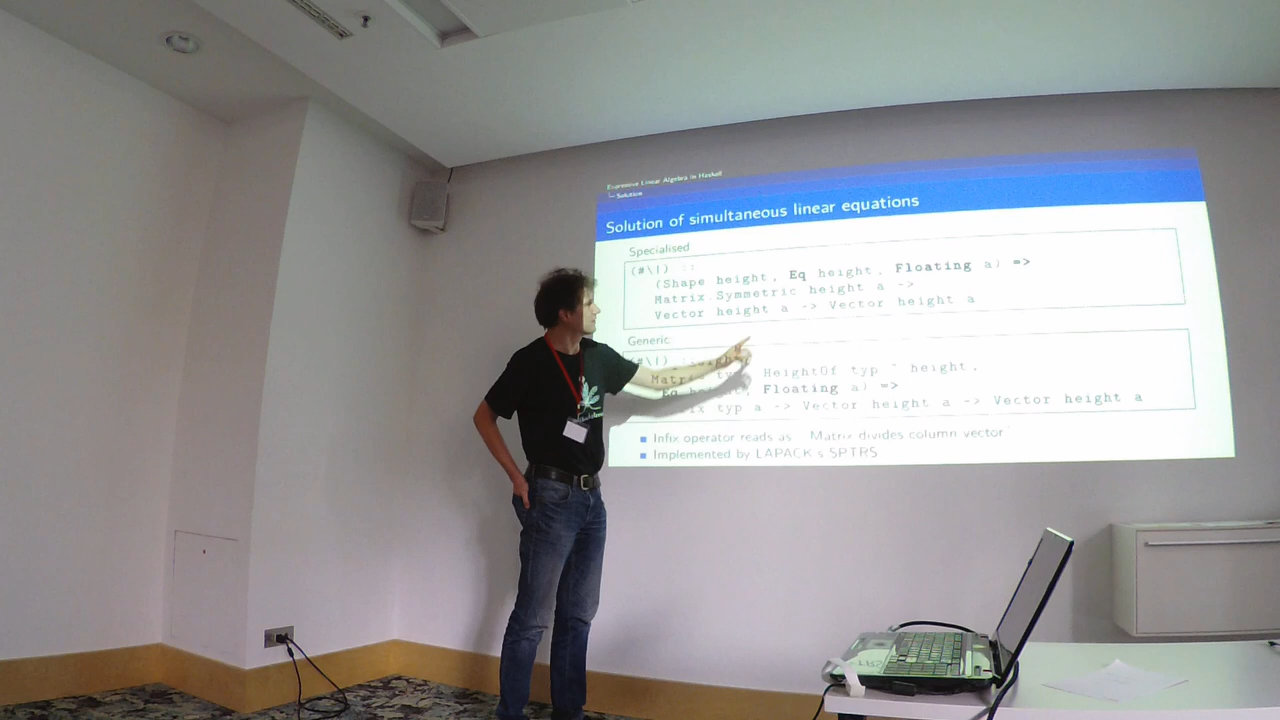 Expressive Linear Algebra in Haskell
Solution
Solution of simultaneous linear equations
Specialised
(#\|) ::
(Shape height, Eq height, Floating a) =>
Matrix.Symmetric height a ->
Vector height a -> Vector height a
Generic
(#\|) ::
HeightOf typ ~ height,
Floating a) =>
typ a -> Vector height a -> Vector height a
Infix operator reads as "Matrix divides column vector"
Implemented by LAPACK's SPTRS